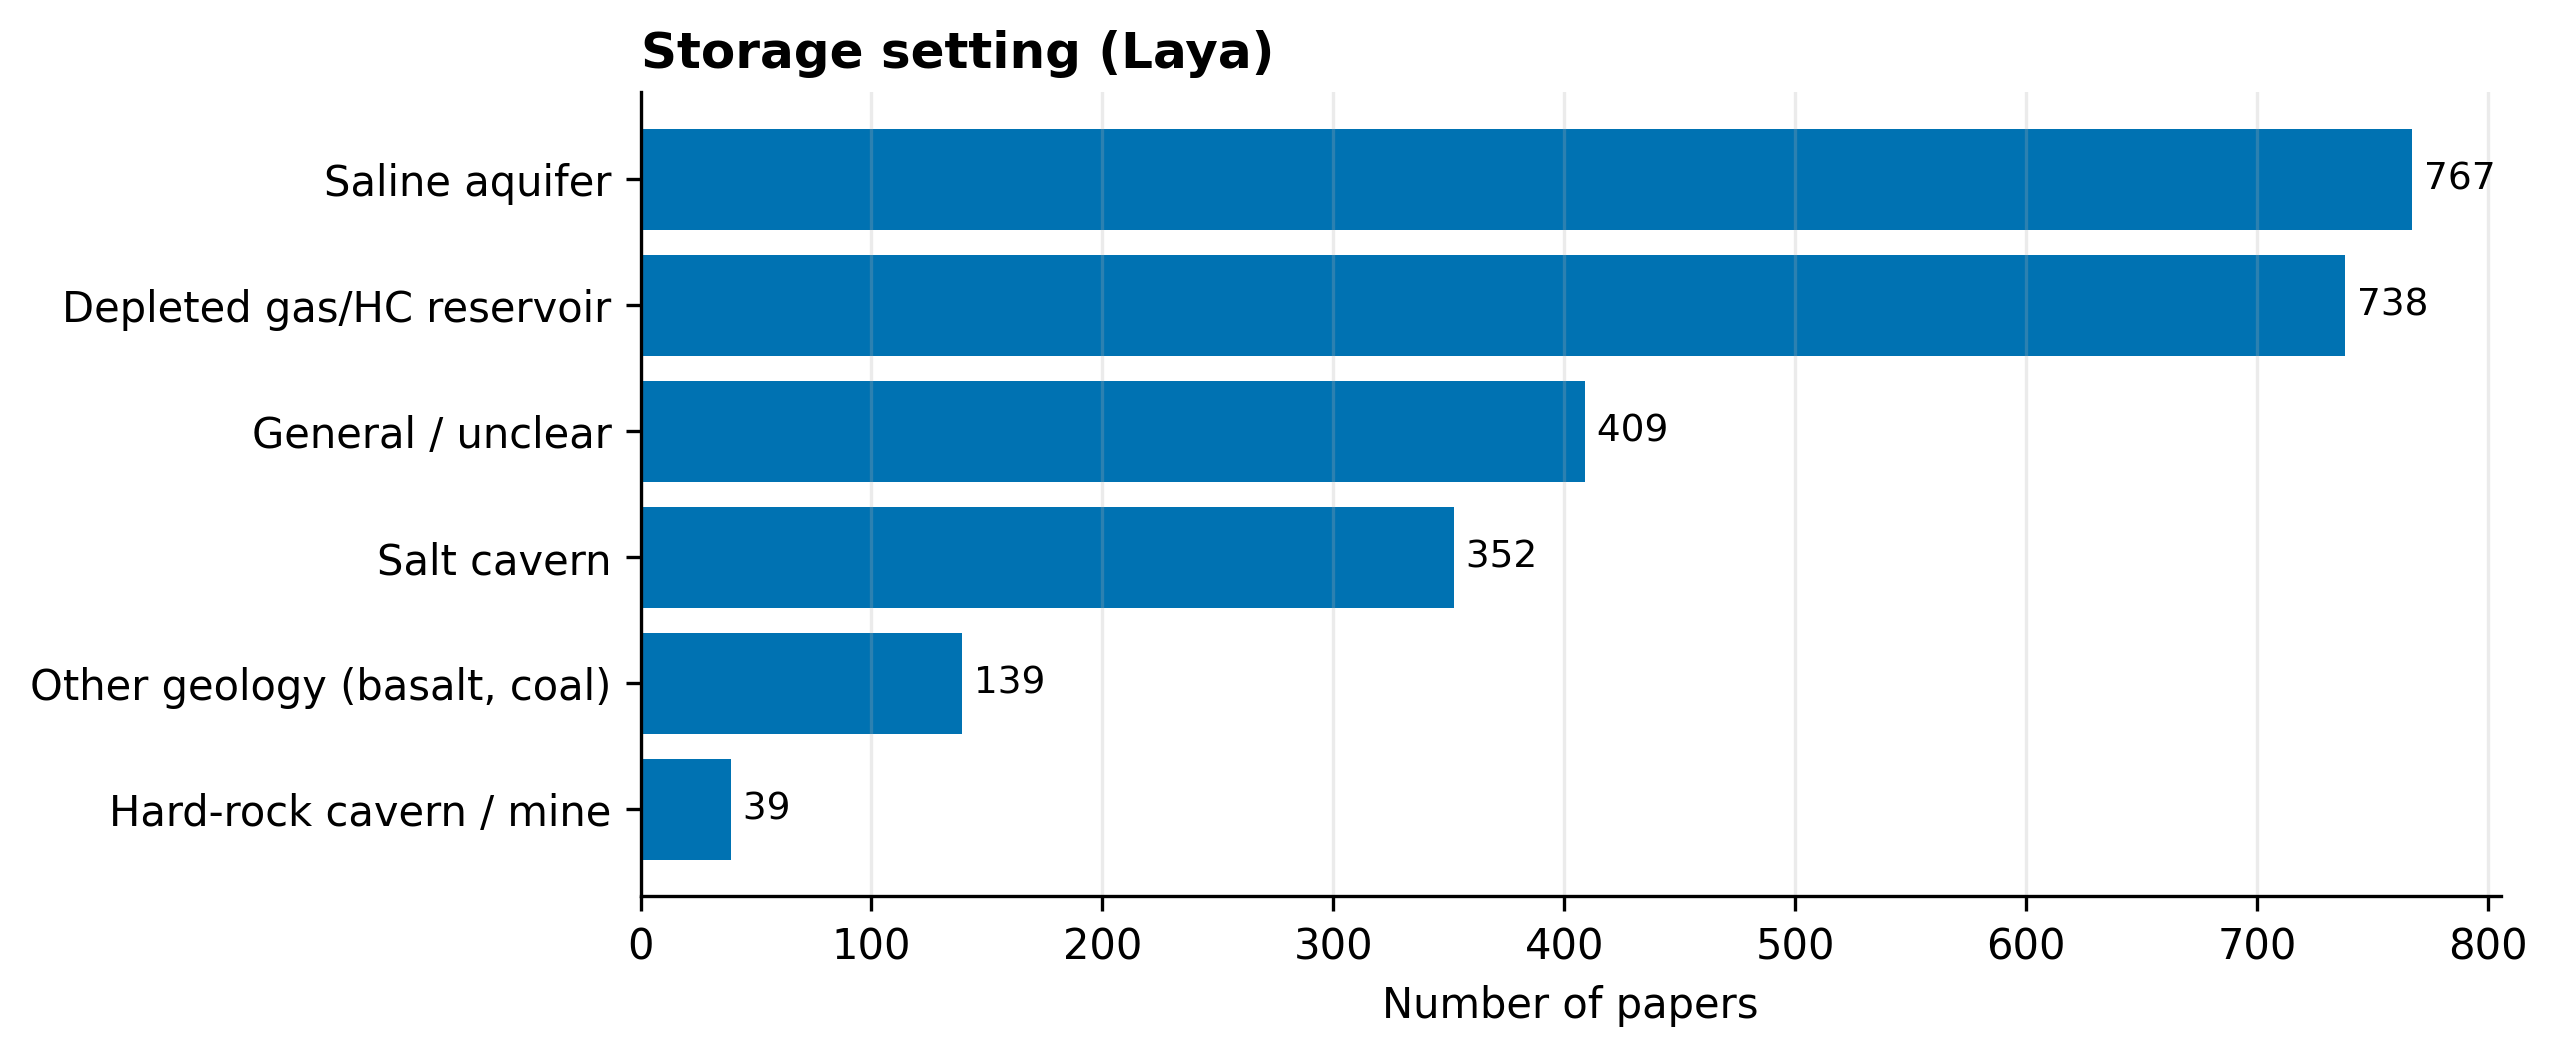 Storage setting (Laya)
Saline aquifer 767
Depleted gas/HC reservoir 738
General / unclear 409
Salt cavern 352
Other geology (basalt, coal) 139
Hard-rock cavern / mine 39
0 100 200 300 400 500 600 700 800
Number of papers